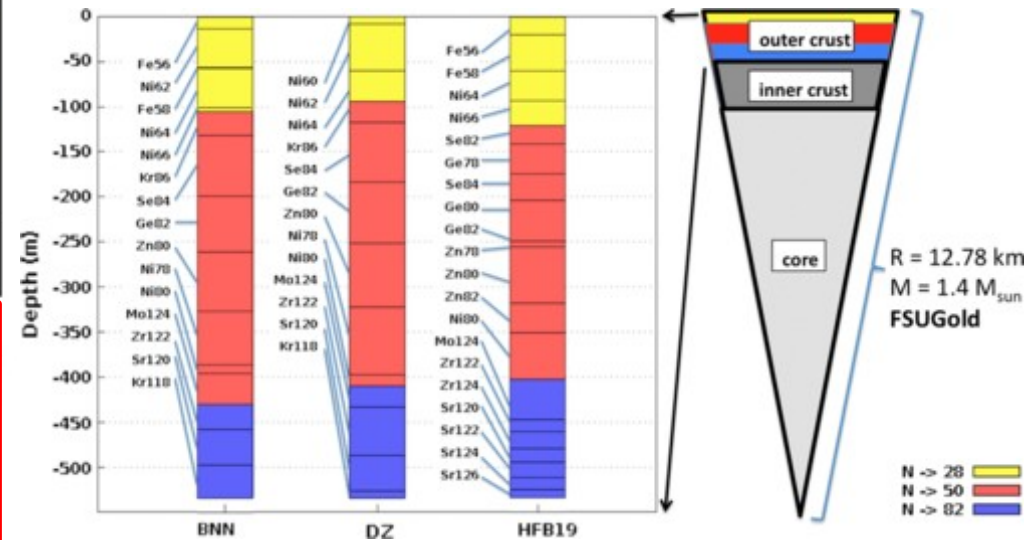 0
-50
-100
-150
-200
-250
-300
-350
-400
-450
-500
Depth (m)
Fe56
Ni62
Fe58
Ni64
Ni66
Kr86
Se84
Ge82
Zn80
Ni78
Ni80
Mo124
Zr122
Sr120
Kr118
BNN
Ni60
Ni62
Ni64
Kr86
Se84
Ge82
Zn80
Ni78
Ni80
Mo124
Zr122
Sr120
Kr118
DZ
Fe56
Fe58
Ni64
Ni66
Se82
Ge78
Se84
Ge80
Ge82
Zn78
Zn80
Zn82
Ni80
Mo124
Zr122
Zr124
Sr120
Sr122
Sr124
Sr126
HFB19
outer crust
inner crust
core
R = 12.78 km
M = 1.4 Msun
FSUGold
N -> 28
N -> 50
N -> 82